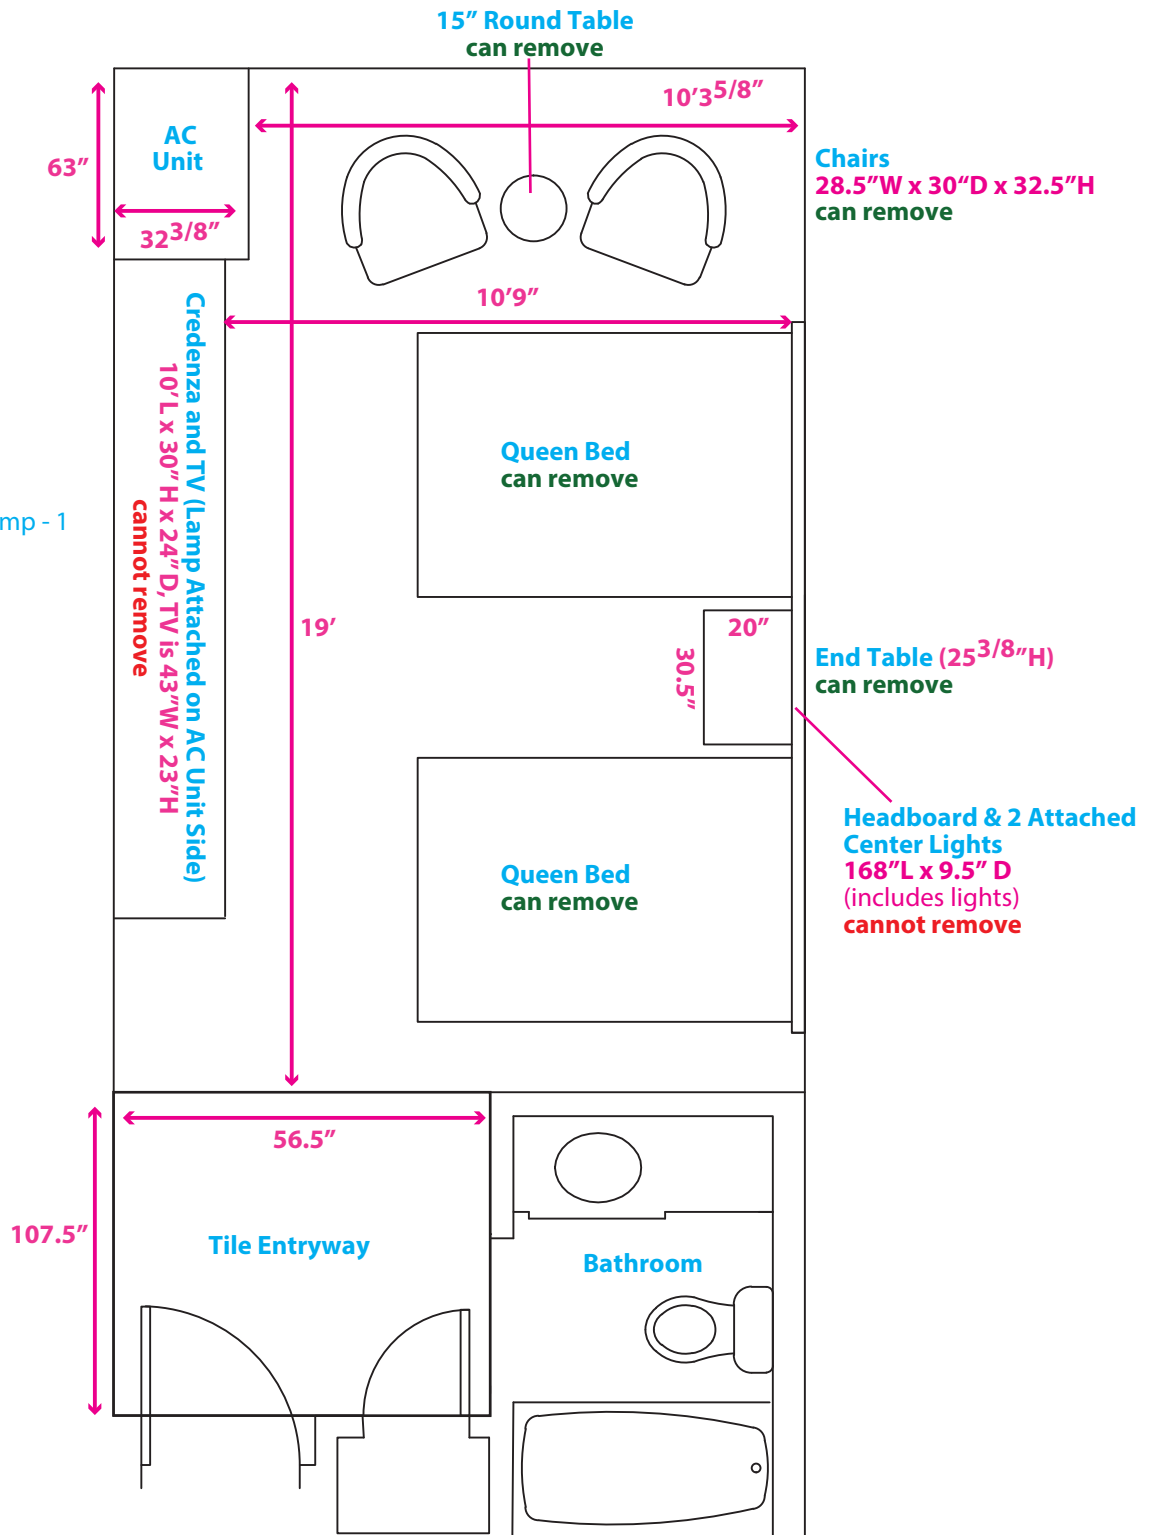 15” Round Table
can remove
10’3 5/8”
AC
Unit
63”
32 3/8”
Chairs
28.5”W x 30“D x 32.5”H
can remove
10’9”
Credenza and TV (Lamp Attached on AC Unit Side)
10’ L x 30” H x 24” D, TV is 43”W x 23”H
cannot remove
Queen Bed
can remove
mp - 1
19’
20”
30.5”
End Table (25 3/8”H)
can remove
Headboard & 2 Attached
Center Lights
168”L x 9.5” D
(includes lights)
cannot remove
Queen Bed
can remove
56.5”
107.5”
Tile Entryway
Bathroom